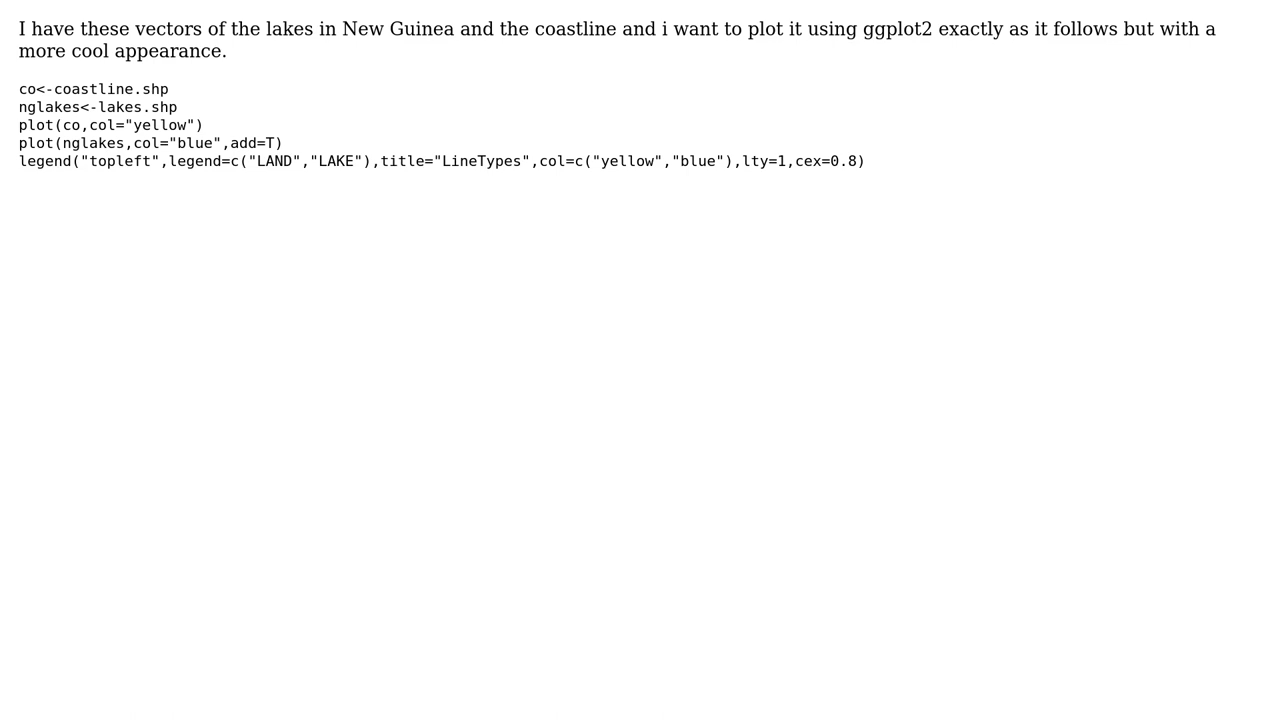 I have these vectors of the lakes in New Guinea and the coastline and i want to plot it using ggplot2 exactly as it follows but with a
more cool appearance.
co<-coastline.shp
nglakes<-lakes.shp
plot(co,col="yellow")
plot(nglakes,col="blue",add=T)
legend("topleft",legend=c("LAND","LAKE"),title="LineTypes",col=c("yellow","blue"),lty=1,cex=0.8)